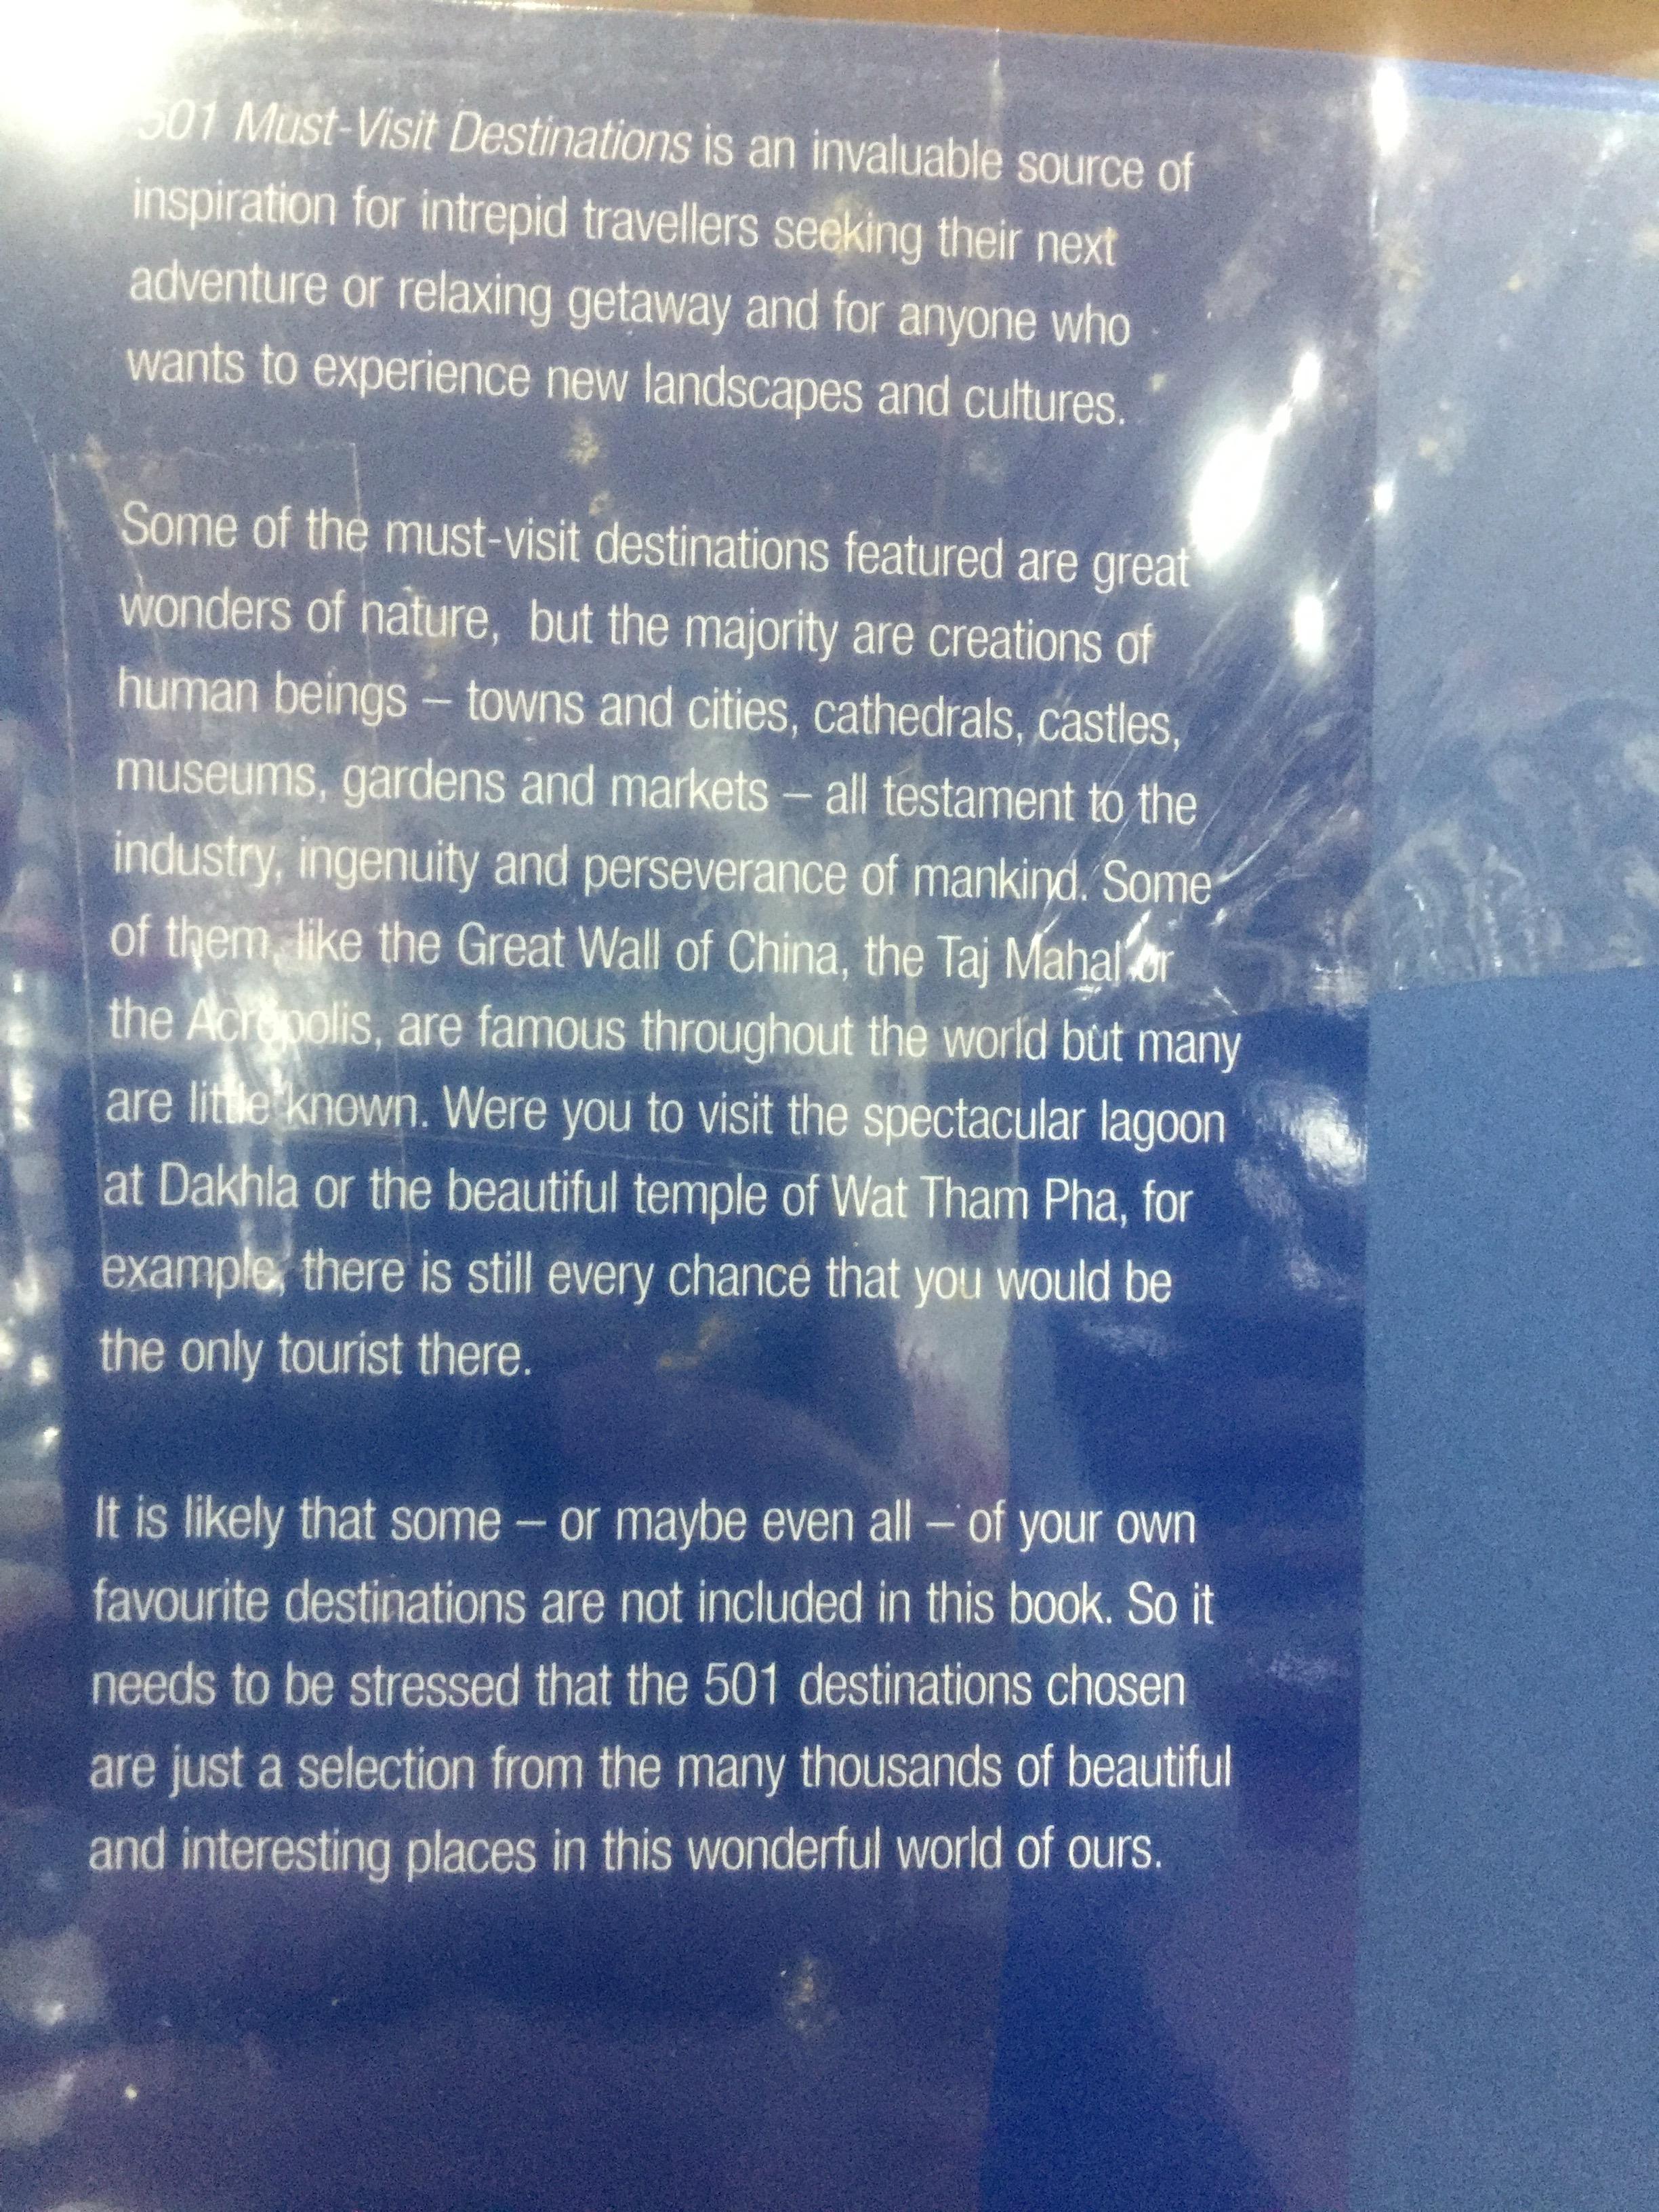 501 Must-Visit Destinations is an invaluable source of
inspiration for intrepid travellers seeking their next
adventure or relaxing getaway and for anyone who
wants to experience new landscapes and cultures.
Some of the must-visit destinations featured are great
wonders of nature, but the majority are creations of
human beings – towns and cities, cathedrals, castles,
museums, gardens and markets – all testament to the
industry, ingenuity and perseverance of mankind. Some
of them, like the Great Wall of China, the Taj Mahal or
the Acropolis, are famous throughout the world but many
are little known. Were you to visit the spectacular lagoon
at Dakhla or the beautiful temple of Wat Tham Pha, for
example, there is still every chance that you would be
the only tourist there.
It is likely that some – or maybe even all – of your own
favourite destinations are not included in this book. So it
needs to be stressed that the 501 destinations chosen
are just a selection from the many thousands of beautiful
and interesting places in this wonderful world of ours.